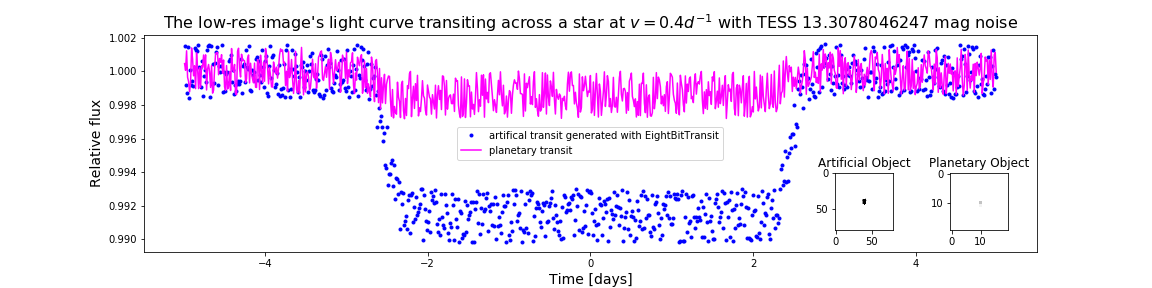 The low-res image's light curve transiting across a star at v = 0.4d⁻¹ with TESS 13.3078046247 mag noise
Relative flux
1.002
1.000
0.998
0.996
0.994
0.992
0.990
artifical transit generated with EightBitTransit
planetary transit
Artificial Object
0
50
0
50
Planetary Object
0
10
0
10
−4
−2
0
2
4
Time [days]